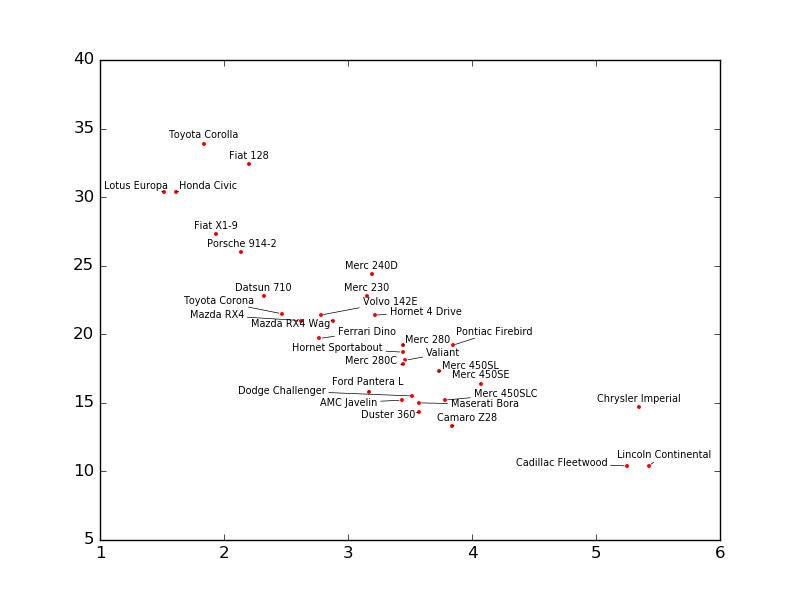 40
35
30
25
20
15
10
5
1
2
3
4
5
6
Toyota Corolla
Fiat 128
Lotus Europa
Honda Civic
Fiat X1-9
Porsche 914-2
Merc 240D
Datsun 710
Merc 230
Toyota Corona
Volvo 142E
Mazda RX4
Hornet 4 Drive
Mazda RX4 Wag
Ferrari Dino
Pontiac Firebird
Merc 280
Hornet Sportabout
Valiant
Merc 280C
Merc 450SL
Merc 450SE
Ford Pantera L
Dodge Challenger
Merc 450SLC
AMC Javelin
Maserati Bora
Duster 360
Camaro Z28
Chrysler Imperial
Lincoln Continental
Cadillac Fleetwood